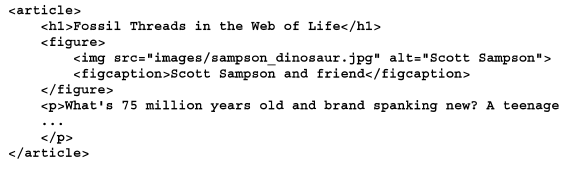 <article>
<h1>Fossil Threads in the Web of Life</h1>
<figure>
<img src="images/sampson_dinosaur.jpg" alt="Scott Sampson">
<figcaption>Scott Sampson and friend</figcaption>
</figure>
<p>What's 75 million years old and brand spanking new? A teenage
...
</p>
</article>